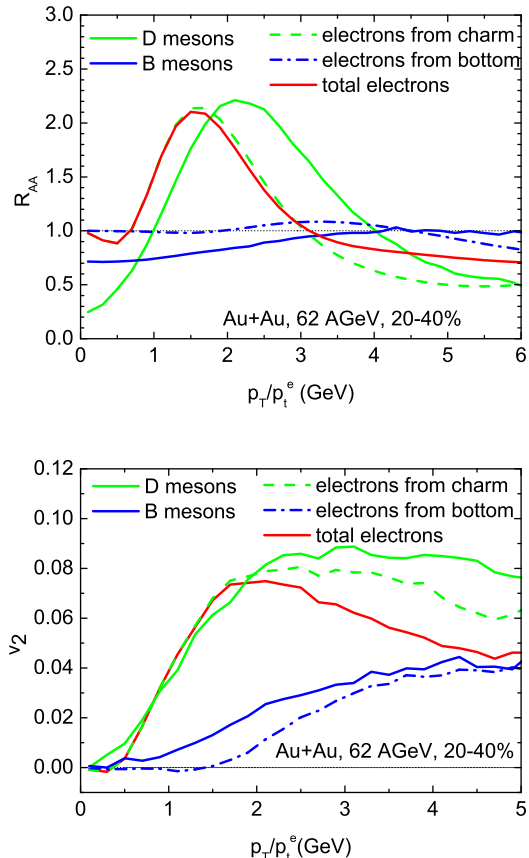 3.0
2.5
2.0
1.5
1.0
0.5
0.0
R_AA
D mesons
B mesons
electrons from charm
electrons from bottom
total electrons
Au+Au, 62 AGeV, 20-40%
0 1 2 3 4 5 6
p_T/p_t^e (GeV)
0.12
0.10
0.08
0.06
0.04
0.02
0.00
v_2
D mesons
B mesons
electrons from charm
electrons from bottom
total electrons
Au+Au, 62 AGeV, 20-40%
0 1 2 3 4 5
p_T/p_t^e(GeV)